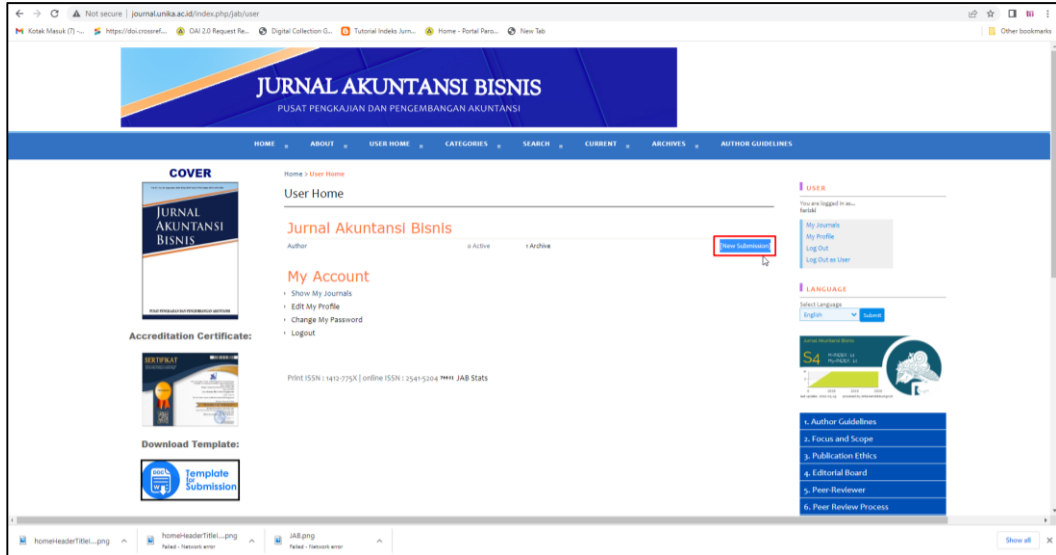 Not secure | journal.unika.ac.id/index.php/jab/user
Kotak Masuk (7) -... https://doi.crossref... OAI 2.0 Request Re... Digital Collection G... Tutorial Indeks Jurn... Home - Portal Paro... New Tab Other bookmarks
JURNAL AKUNTANSI BISNIS
PUSAT PENGKAJIAN DAN PENGEMBANGAN AKUNTANSI
HOME ABOUT USER HOME CATEGORIES SEARCH CURRENT ARCHIVES AUTHOR GUIDELINES
COVER
JURNAL
AKUNTANSI
BISNIS
PUSAT PENGKAJIAN DAN PENGEMBANGAN AKUNTANSI
Accreditation Certificate:
SERTIFIKAT
Download Template:
DOC
W
Template
for
Submission
Home > User Home
User Home
Jurnal Akuntansi Bisnis
Author 0 Active 1 Archive [New Submission]
My Account
Show My Journals
Edit My Profile
Change My Password
Logout
Print ISSN : 1412-775X | online ISSN : 2541-5204 JAB Stats
USER
You are logged in as...
My Journals
My Profile
Log Out
Log Out as User
LANGUAGE
Select Language
English Submit
Jurnal Akuntansi Bisnis
S4
1. Author Guidelines
2. Focus and Scope
3. Publication Ethics
4. Editorial Board
5. Peer-Reviewer
6. Peer Review Process
homeHeaderTitleI....png
homeHeaderTitleI....png
Failed - Network error
JAB.png
Failed - Network error
Show all